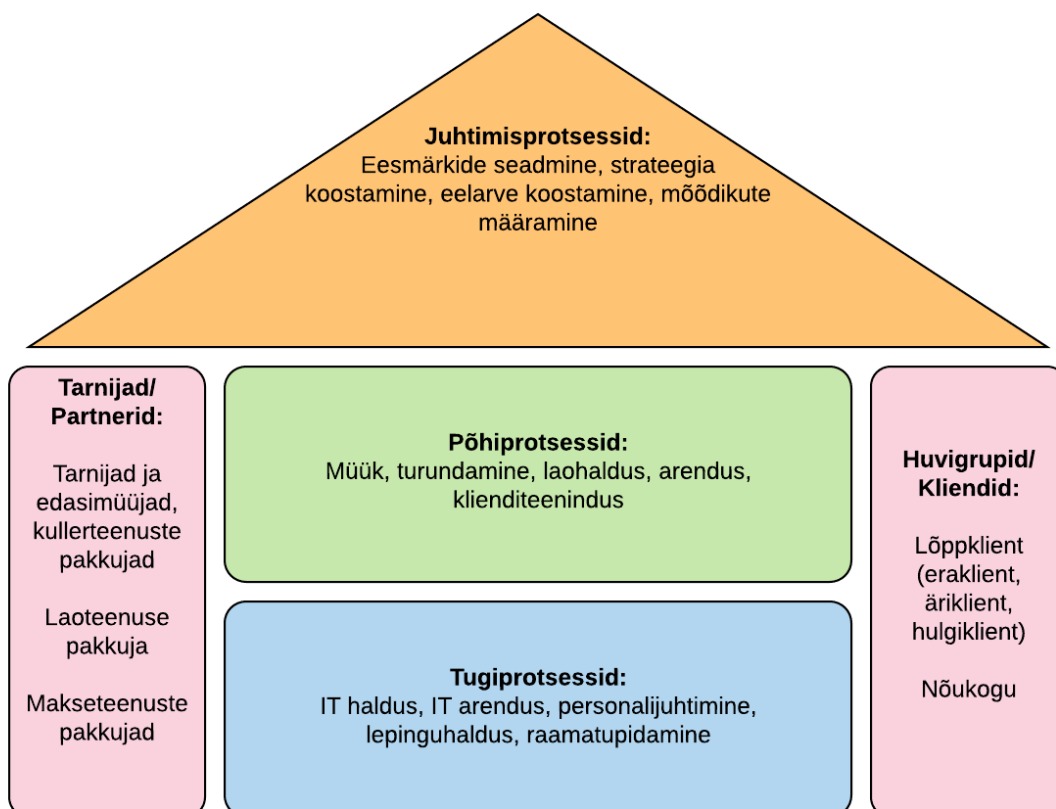 Juhtimisprotsessid:
Eesmärkide seadmine, strateegia
koostamine, eelarve koostamine, mõõdikute
määramine
Tarnijad/
Partnerid:
Tarnijad ja
edasimüüjad,
kullerteenuste
pakkujad
Laoteenuse
pakkuja
Makseteenuste
pakkujad
Põhiprotsessid:
Müük, turundamine, laohaldus, arendus,
klienditeenindus
Tugiprotsessid:
IT haldus, IT arendus, personalijuhtimine,
lepinguhaldus, raamatupidamine
Huvigrupid/
Kliendid:
Lõppklient
(eraklient,
äriklient,
hulgiklient)
Nõukogu